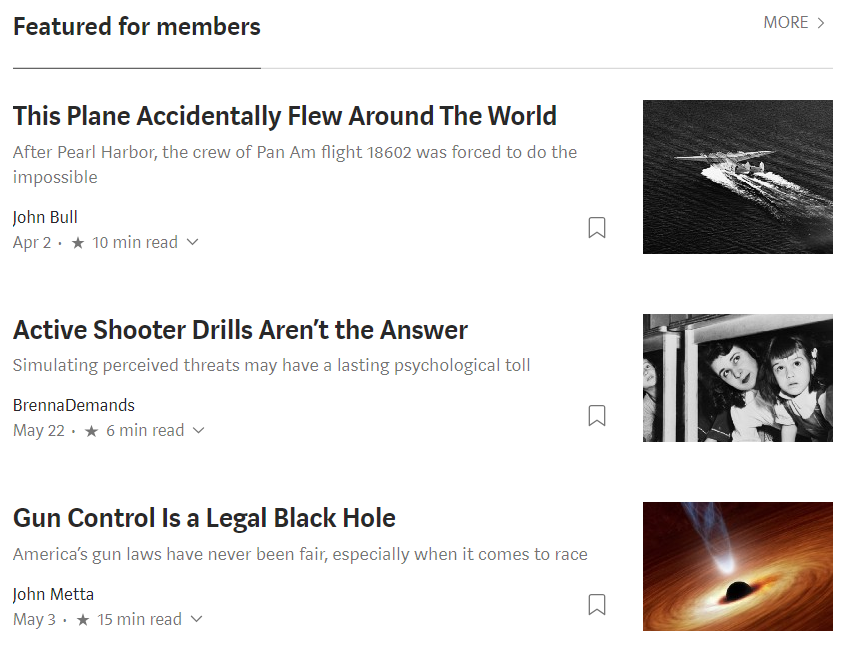 Featured for members
MORE
This Plane Accidentally Flew Around The World
After Pearl Harbor, the crew of Pan Am flight 18602 was forced to do the
impossible
John Bull
Apr 2 · ★ 10 min read
Active Shooter Drills Aren’t the Answer
Simulating perceived threats may have a lasting psychological toll
BrennaDemands
May 22 · ★ 6 min read
Gun Control Is a Legal Black Hole
America’s gun laws have never been fair, especially when it comes to race
John Metta
May 3 · ★ 15 min read